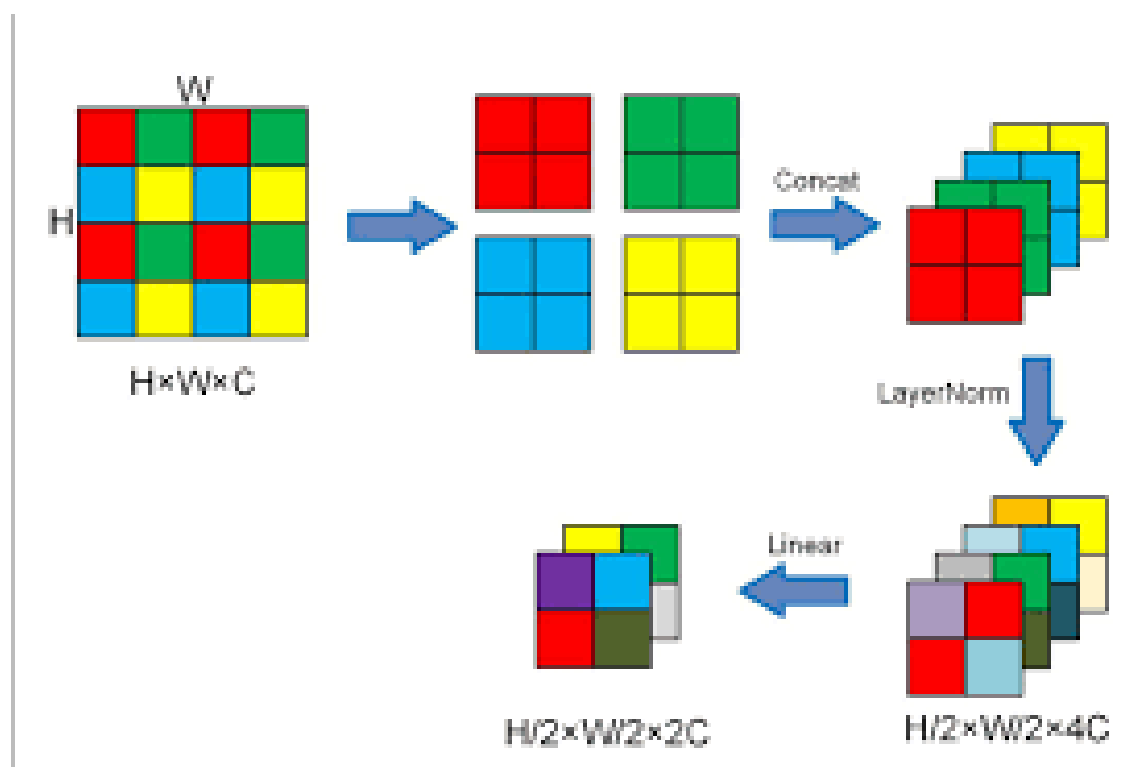 W
H
Concat
H×W×C
LayerNorm
Linear
H/2×W/2×2C
H/2×W/2×4C